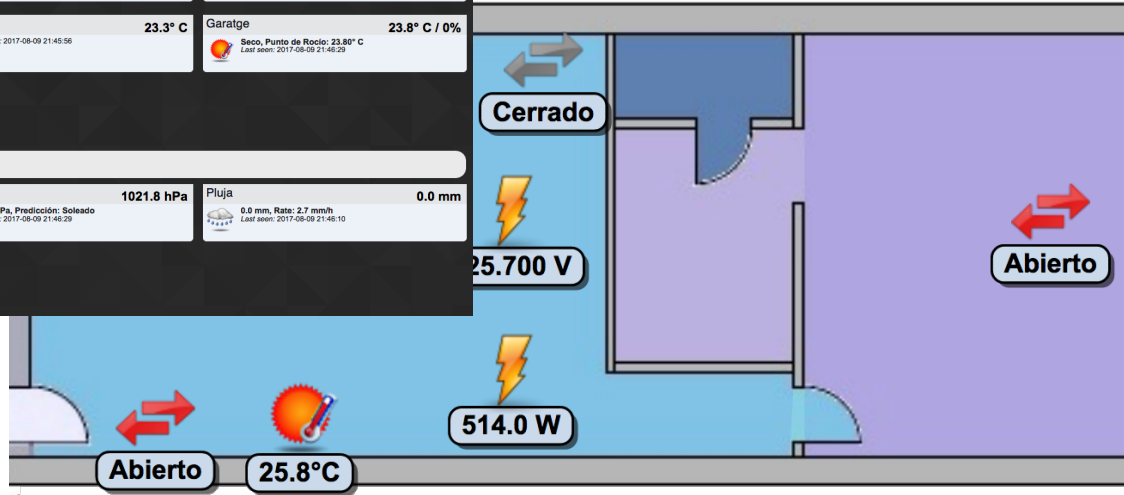 23.3° C
: 2017-08-09 21:45:56
Garatge
23.8° C / 0%
Seco, Punto de Rocio: 23.80° C
Last seen: 2017-08-09 21:46:29
1021.8 hPa
Pa, Predicción: Soleado
: 2017-08-09 21:46:29
Pluja
0.0 mm
0.0 mm, Rate: 2.7 mm/h
Last seen: 2017-08-09 21:46:10
Cerrado
25.700 V
Abierto
514.0 W
Abierto
25.8°C